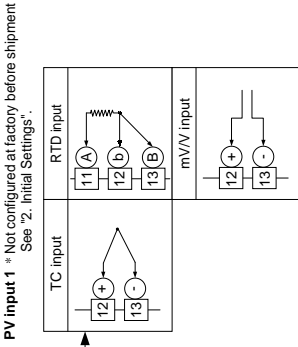 PV input 1 * Not configured at factory before shipment
See "2. Initial Settings".
TC input
12 +
13 -
RTD input
11 A
12 b
13 B
mV/V input
12 +
13 -